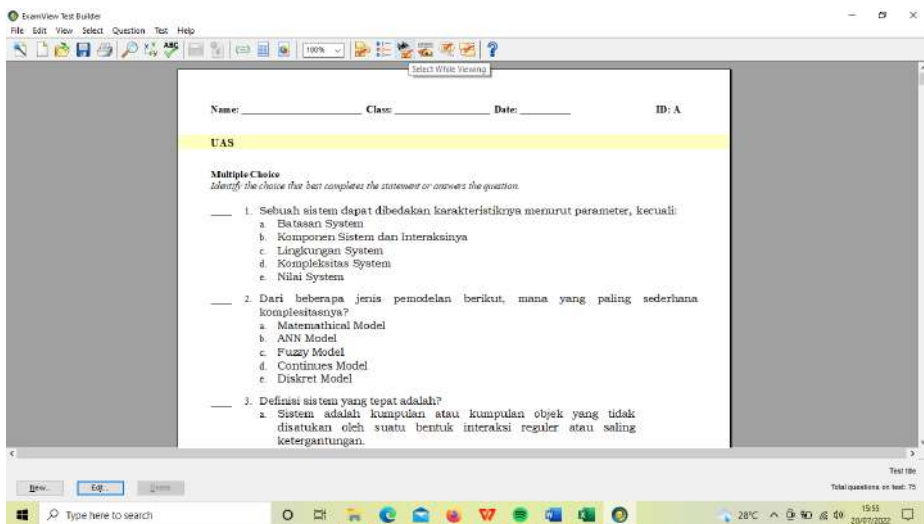 ExamView Test Builder
File Edit View Select Question Test Help
100%
Select While Viewing
Name: Class: Date: ID: A
UAS
Multiple Choice
Identify the choice that best completes the statement or answers the question.
1. Sebuah sistem dapat dibedakan karakteristiknya menurut parameter, kecuali:
a. Batasan System
b. Komponen Sistem dan Interaksinya
c. Lingkungan System
d. Kompleksitas System
e. Nilai System
2. Dari beberapa jenis pemodelan berikut, mana yang paling sederhana
komplesitasnya?
a. Matemathical Model
b. ANN Model
c. Fuzzy Model
d. Continues Model
e. Diskret Model
3. Definisi sistem yang tepat adalah?
a. Sistem adalah kumpulan atau kumpulan objek yang tidak
disatukan oleh suatu bentuk interaksi reguler atau saling
ketergantungan.
Test title
New... Edit... Delete
Total questions on test: 75
Type here to search
28°C
15:55
20/07/2022